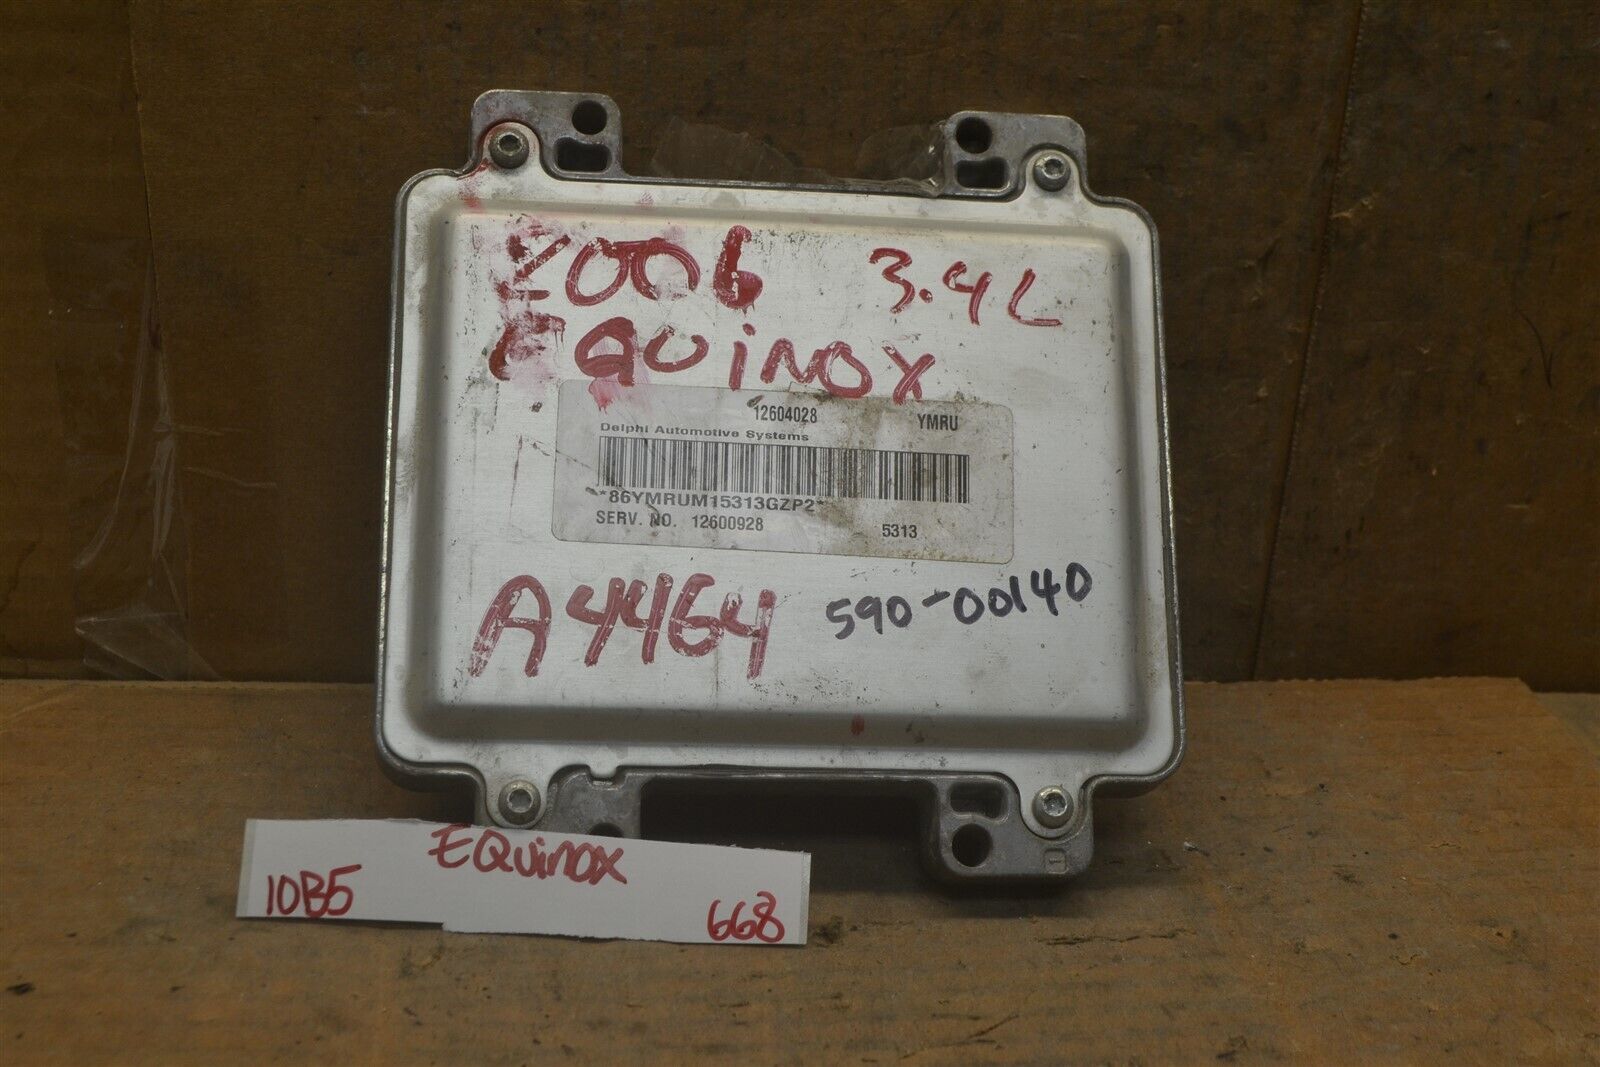 2006 3.4L
EQUiNOX
12604028 YMRU
Delphi Automotive Systems
*86YMRUM15313GZP2*
SERV. NO. 12600928 5313
A4464 590-00140
EQuinox
10B5 668
1